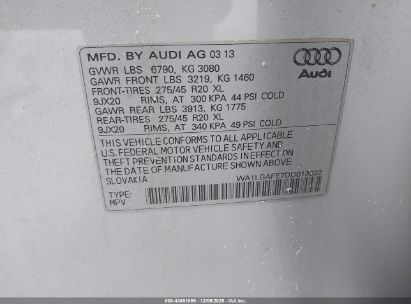 MFD. BY AUDI AG 03 13
GVWR LBS 6790, KG 3080
GAWR FRONT LBS 3219, KG 1460
FRONT-TIRES 275/45 R20 XL
9JX20 RIMS, AT 300 KPA 44 PSI COLD
GAWR REAR LBS 3913, KG 1775
REAR-TIRES 275/45 R20 XL
9JX20 RIMS, AT 340 KPA 49 PSI COLD
Audi
THIS VEHICLE CONFORMS TO ALL APPLICABLE
U.S. FEDERAL MOTOR VEHICLE SAFETY AND
THEFT PREVENTION STANDARDS IN EFFECT ON
THE DATE OF MANUFACTURE SHOWN ABOVE.
SLOVAKIA
TYPE:
MPV